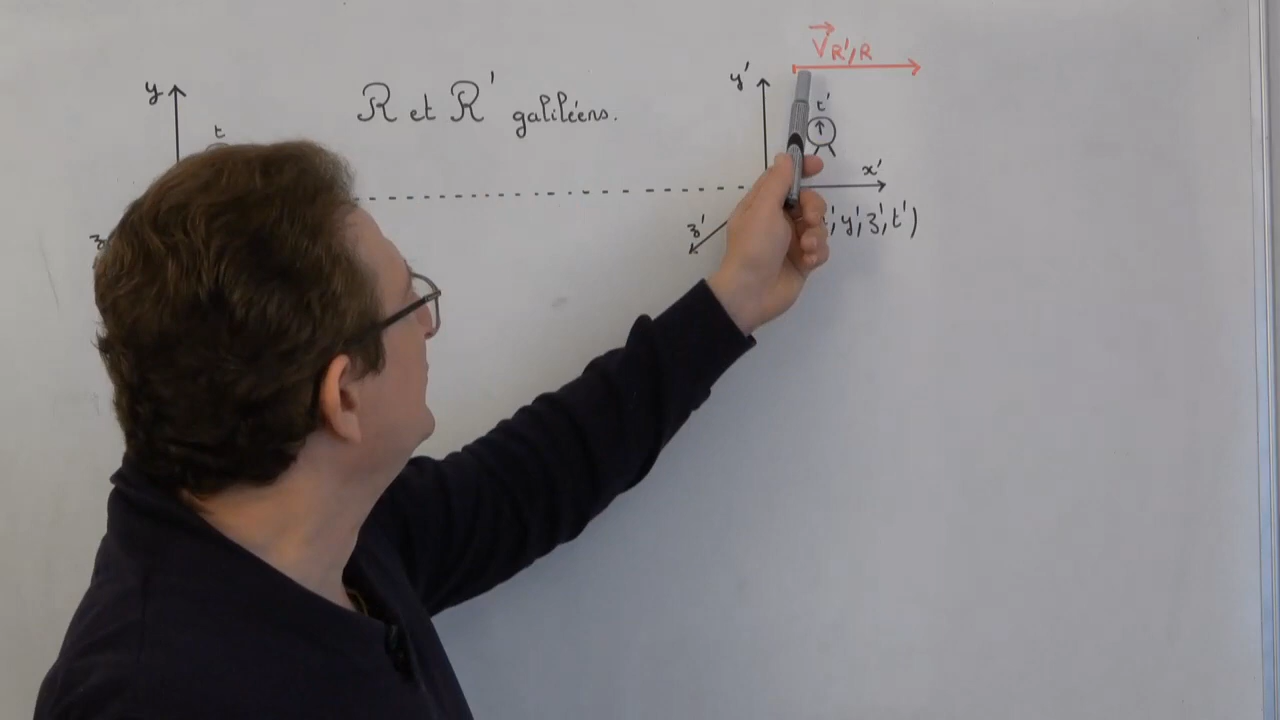 V R'/R
y
R et R' galiléens.
y'
t
t'
x'
z'
y', z', t')